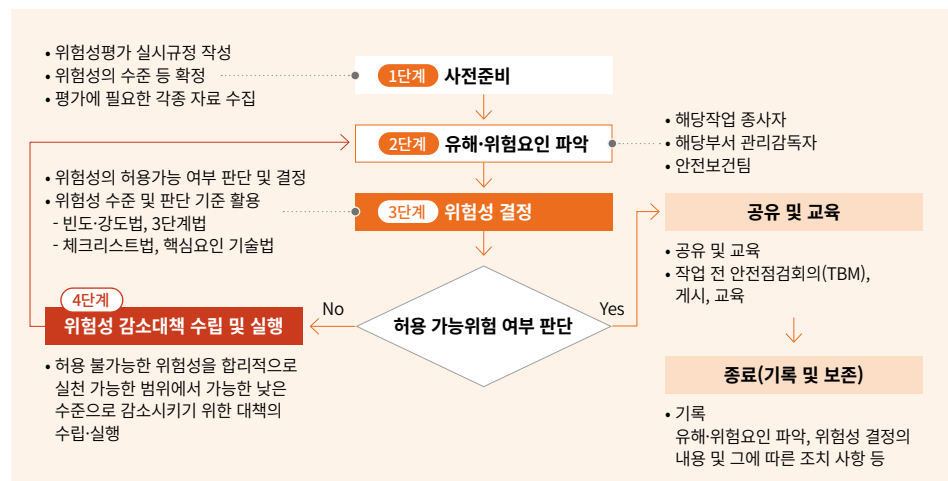 • 위험성평가 실시규정 작성
• 위험성의 수준 등 확정
• 평가에 필요한 각종 자료 수집
1단계 사전준비
2단계 유해·위험요인 파악
• 해당작업 종사자
• 해당부서 관리감독자
• 안전보건팀
• 위험성의 허용가능 여부 판단 및 결정
• 위험성 수준 및 판단 기준 활용
- 빈도·강도법, 3단계법
- 체크리스트법, 핵심요인 기술법
3단계 위험성 결정
공유 및 교육
• 공유 및 교육
• 작업 전 안전점검회의(TBM),
게시, 교육
4단계
위험성 감소대책 수립 및 실행
No
허용 가능위험 여부 판단
Yes
• 허용 불가능한 위험성을 합리적으로
실천 가능한 범위에서 가능한 낮은
수준으로 감소시키기 위한 대책의
수립·실행
종료(기록 및 보존)
• 기록
유해·위험요인 파악, 위험성 결정의
내용 및 그에 따른 조치 사항 등